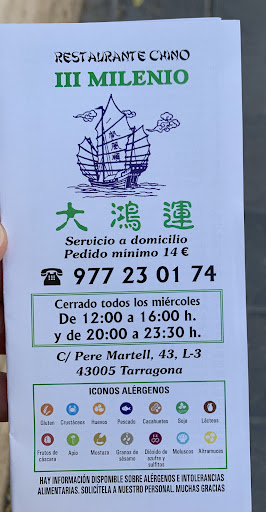 RESTAURANTE CHINO
III MILENIO
大鴻運
Servicio a domicilio
Pedido mínimo 14 €
☎ 977 23 01 74
Cerrado todos los miércoles
De 12:00 a 16:00 h.
y de 20:00 a 23:30 h.
C/ Pere Martell, 43, L-3
43005 Tarragona
ICONOS ALÉRGENOS
Gluten Crustáceos Huevos Pescado Cacahuetes Soja Lácteos
Frutos de cáscara Apio Mostaza Granos de sésamo Dióxido de azufre y sulfitos Moluscos Altramuces
HAY INFORMACIÓN DISPONIBLE SOBRE ALÉRGENOS E INTOLERANCIAS
ALIMENTARIAS. SOLICÍTELA A NUESTRO PERSONAL. MUCHAS GRACIAS